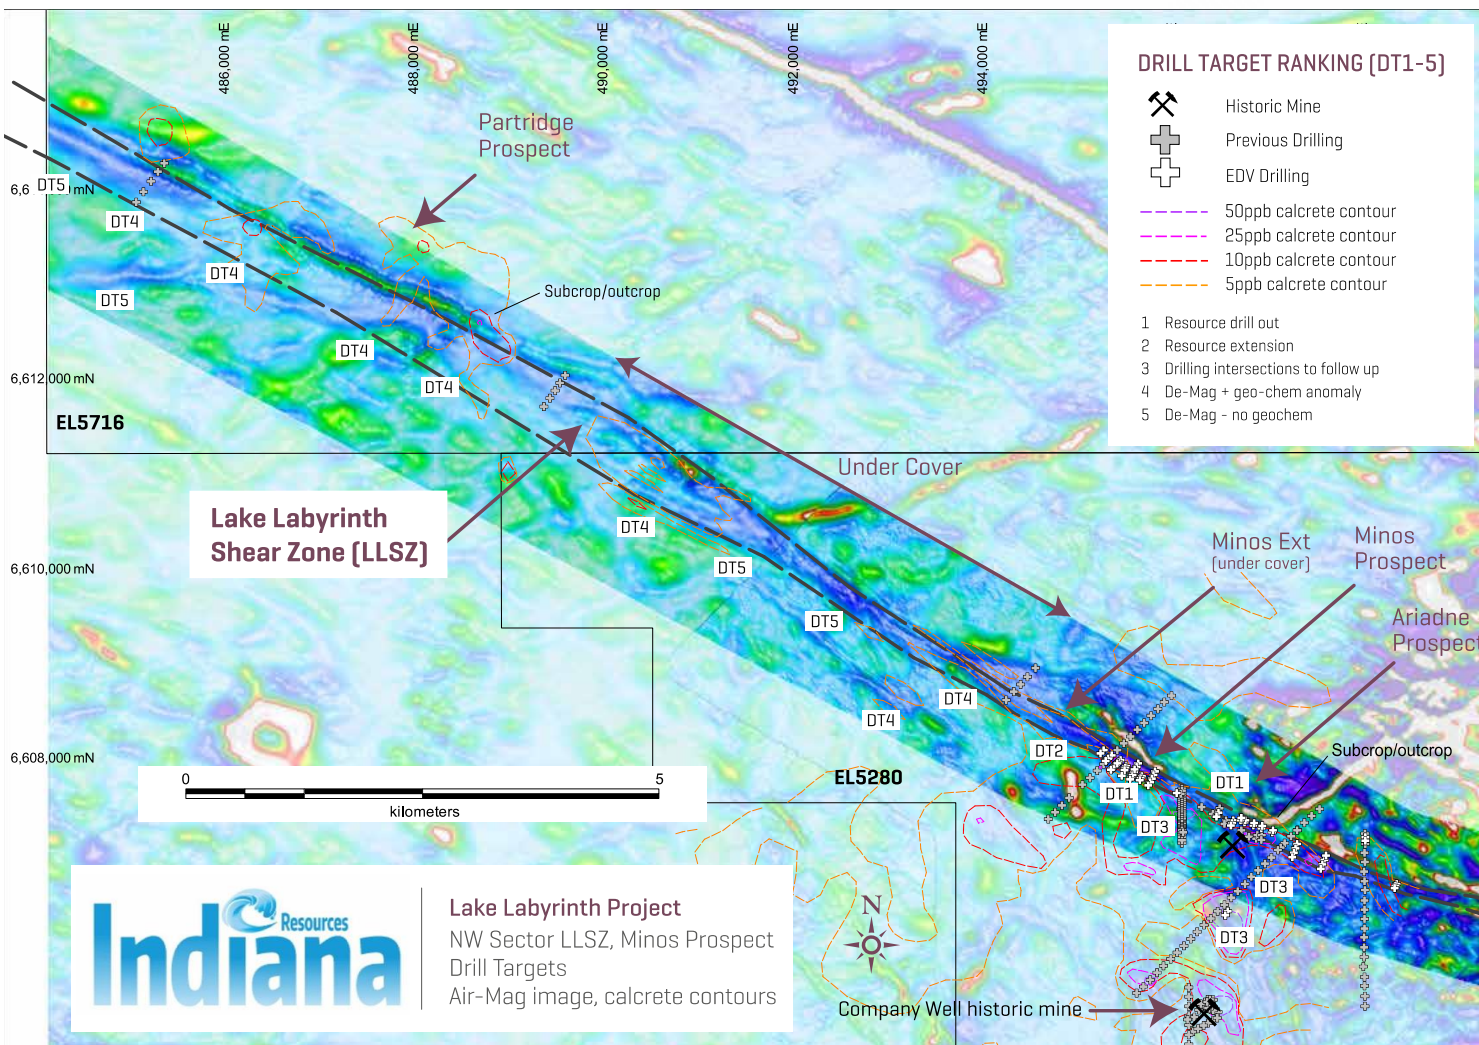 486,000 mE
488,000 mE
490,000 mE
492,000 mE
494,000 mE
DRILL TARGET RANKING (DT1-5)
Historic Mine
Previous Drilling
EDV Drilling
50ppb calcrete contour
25ppb calcrete contour
10ppb calcrete contour
5ppb calcrete contour
1 Resource drill out
2 Resource extension
3 Drilling intersections to follow up
4 De-Mag + geo-chem anomaly
5 De-Mag - no geochem
Partridge
Prospect
DT5
mN
DT4
DT4
DT5
Subcrop/outcrop
DT4
6,612,000 mN
DT4
EL5716
Under Cover
Lake Labyrinth
Shear Zone (LLSZ)
DT4
Minos Ext
(under cover)
Minos
Prospect
6,610,000 mN
DT5
DT5
Ariadne
Prospect
DT4
DT4
DT2
Subcrop/outcrop
6,608,000 mN
EL5280
DT1
DT1
0 5
kilometers
DT3
DT3
DT3
Indiana
Resources
Lake Labyrinth Project
NW Sector LLSZ, Minos Prospect
Drill Targets
Air-Mag image, calcrete contours
N
Company Well historic mine